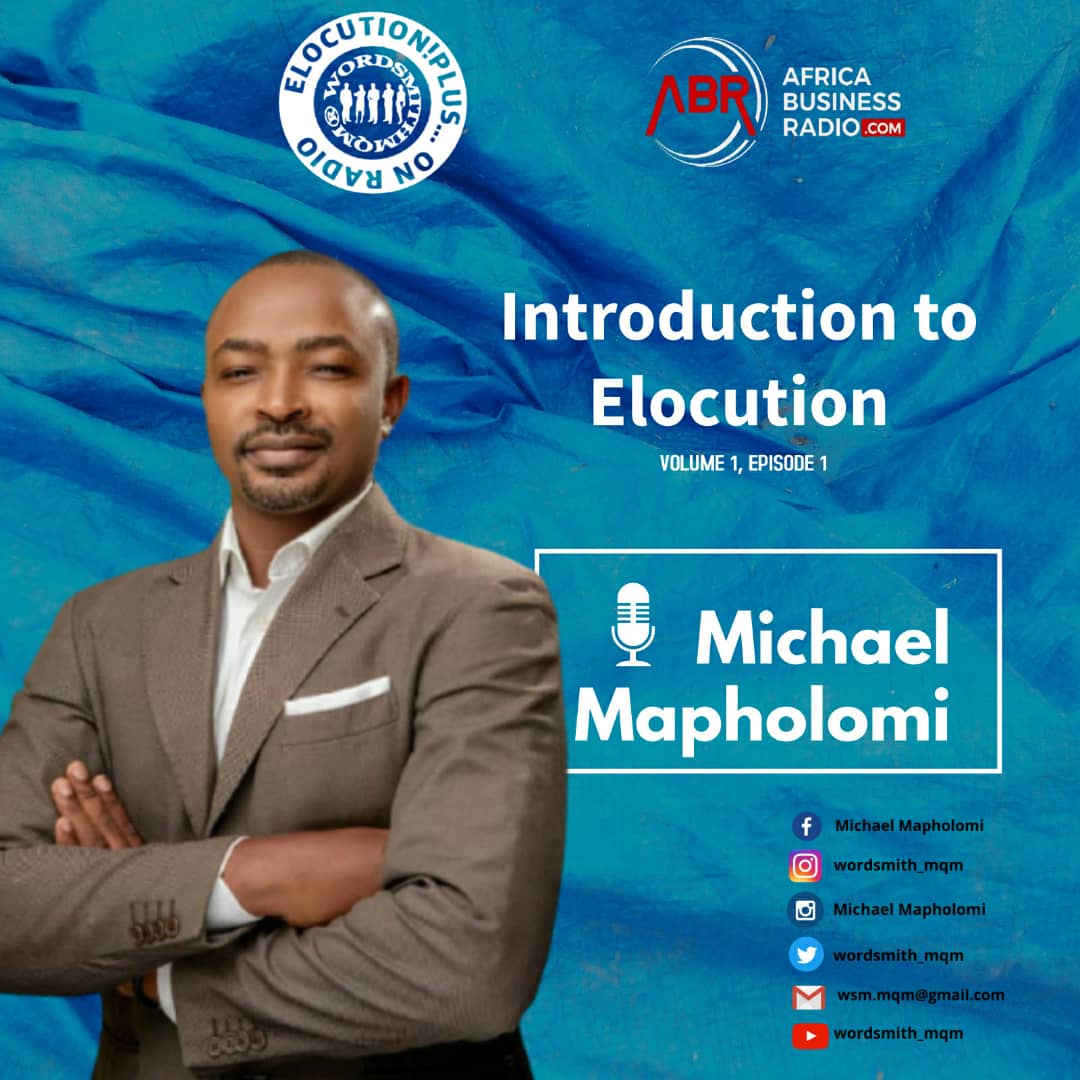 ELOCUTION!PLUS... ON RADIO
WORDSMITHMQM®
ABR
AFRICA
BUSINESS
RADIO.COM
Introduction to
Elocution
VOLUME 1, EPISODE 1
Michael
Mapholomi
f Michael Mapholomi
wordsmith_mqm
Michael Mapholomi
wordsmith_mqm
wsm.mqm@gmail.com
wordsmith_mqm